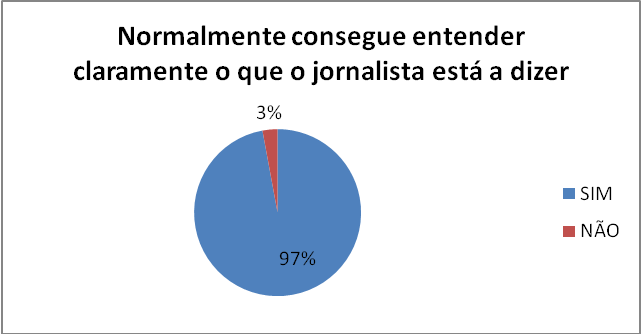 Normalmente consegue entender
claramente o que o jornalista está a dizer
3%
97%
SIM
NÃO